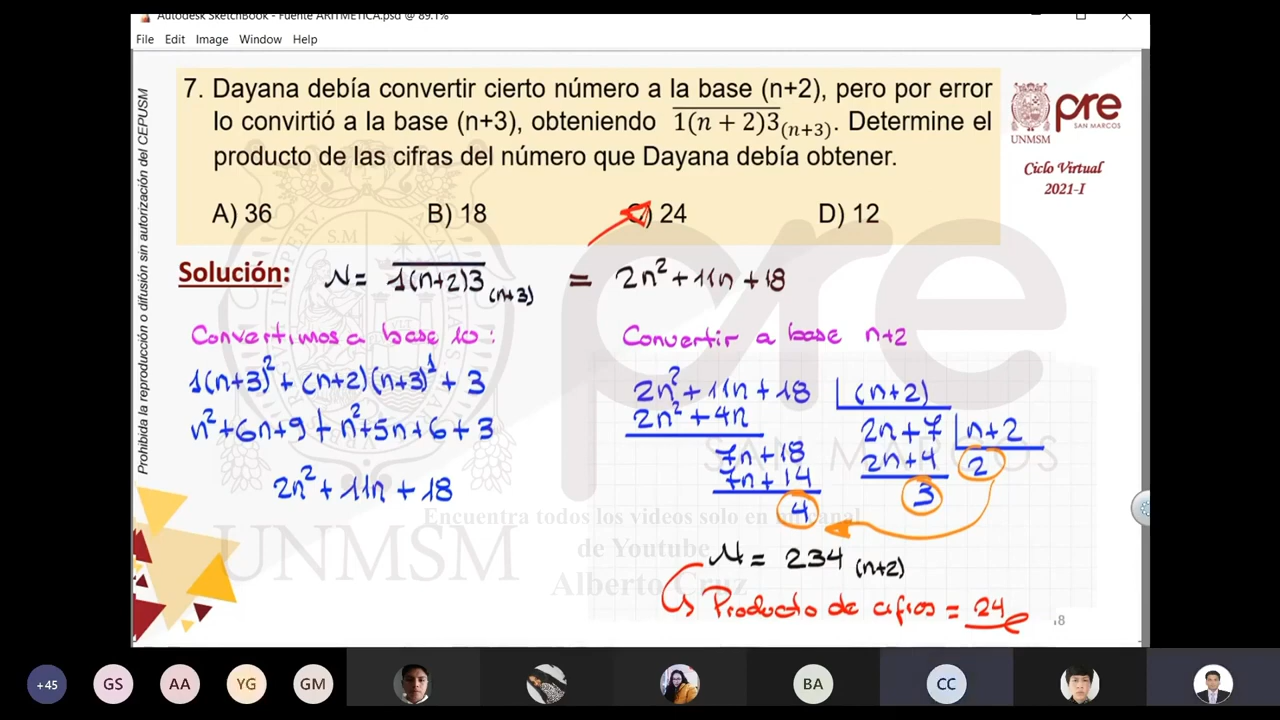 Autodesk SketchBook - Fuente ARITMETICA.psd @ 89.1%
File Edit Image Window Help
7. Dayana debía convertir cierto número a la base (n+2), pero por error
lo convirtió a la base (n+3), obteniendo 1(n + 2)3(n+3). Determine el
producto de las cifras del número que Dayana debía obtener.
A) 36 B) 18 C) 24 D) 12
UNMSM
pre
SAN MARCOS
Ciclo Virtual
2021-I
Prohibida la reproducción o difusión sin autorización del CEPUSM
S.M
Solución: N = 1(n+2)3(n+3) = 2n²+11n+18
Convertimos a base 10:
1(n+3)²+(n+2)(n+3)¹+3
n²+6n+9+n²+5n+6+3
2n²+11n+18
Convertir a base n+2
2n²+11n+18 (n+2)
2n²+4n 2n+7 n+2
7n+18 2n+4 2
7n+14 3
4
N = 234(n+2)
Producto de cifras = 24
pre
SAN MARCOS
UNMSM
Encuentra todos los videos solo en mi canal
de Youtube
Alberto Cruz
18
+45 GS AA YG GM BA CC